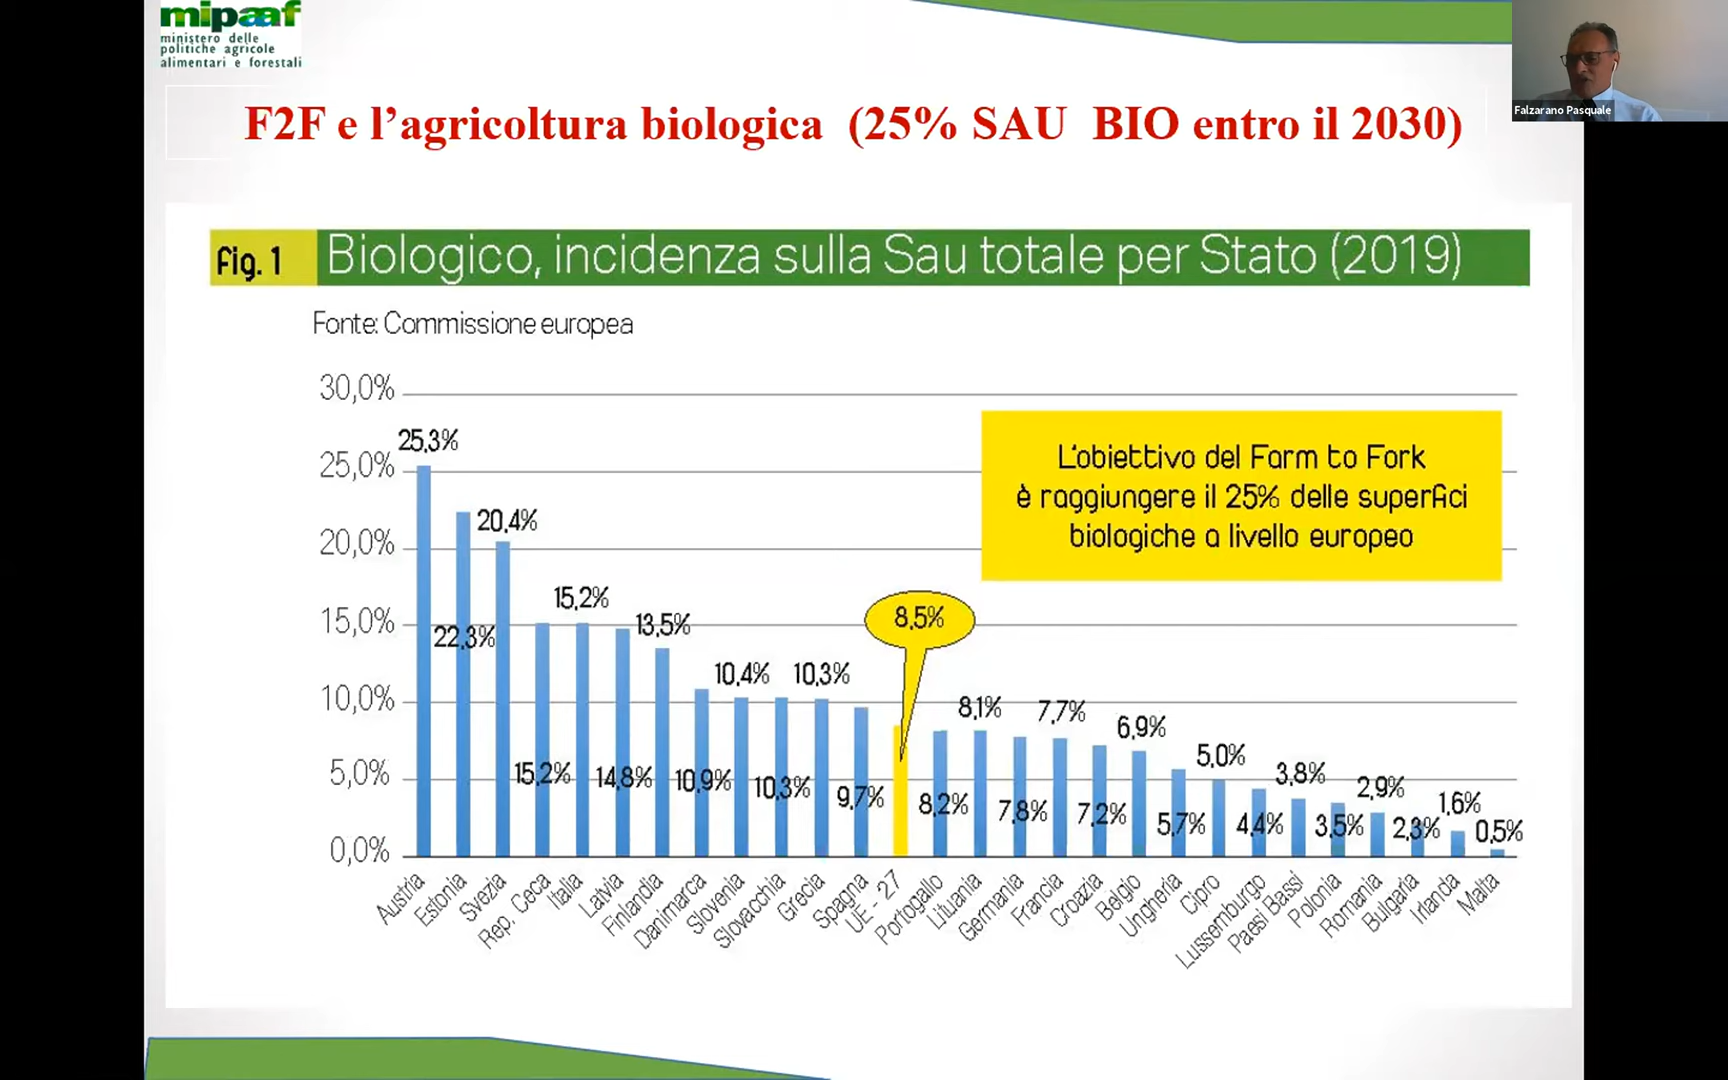 mipaaf
ministero delle
politiche agricole
alimentari e forestali
Falzarano Pasquale
F2F e l’agricoltura biologica (25% SAU BIO entro il 2030)
Fig. 1 Biologico, incidenza sulla Sau totale per Stato (2019)
Fonte: Commissione europea
30,0%
25,0%
20,0%
15,0%
10,0%
5,0%
0,0%
L'obiettivo del Farm to Fork
è raggiungere il 25% delle superfici
biologiche a livello europeo
25,3%
22,3%
20,4%
15,2%
15,2%
14,8%
13,5%
10,9%
10,4%
10,3%
10,3%
9,7%
8,5%
8,2%
8,1%
7,8%
7,7%
7,2%
6,9%
5,7%
5,0%
4,4%
3,8%
3,5%
2,9%
2,3%
1,6%
0,5%
Austria
Estonia
Svezia
Rep. Ceca
Italia
Latvia
Finlandia
Danimarca
Slovenia
Slovacchia
Grecia
Spagna
UE - 27
Portogallo
Lituania
Germania
Francia
Croazia
Belgio
Ungheria
Cipro
Lussemburgo
Paesi Bassi
Polonia
Romania
Bulgaria
Irlanda
Malta